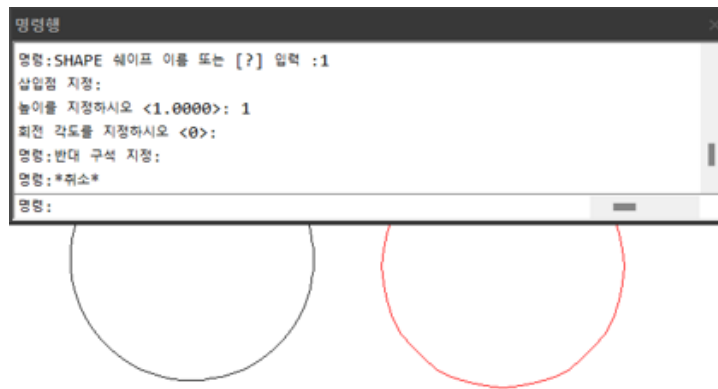 명령행
명령:SHAPE 쉐이프 이름 또는 [?] 입력 :1
삽입점 지정:
높이를 지정하시오 <1.0000>: 1
회전 각도를 지정하시오 <0>:
명령:반대 구석 지정:
명령:*취소*
명령: